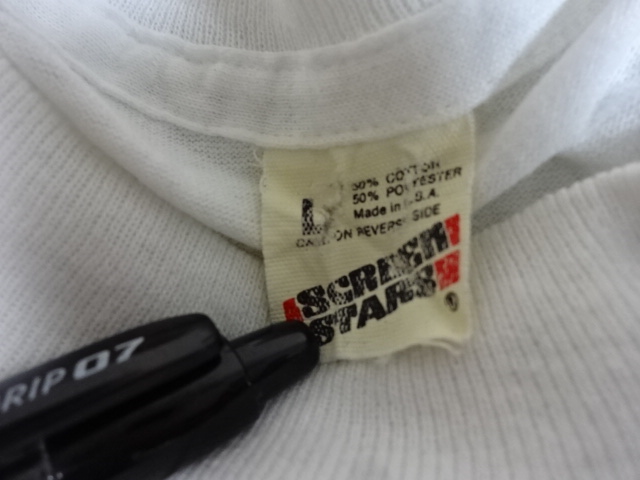 L
50% COTTON
50% POLYESTER
Made in U.S.A.
CARE ON REVERSE SIDE
SCREEN
STARS
®
RIP 07